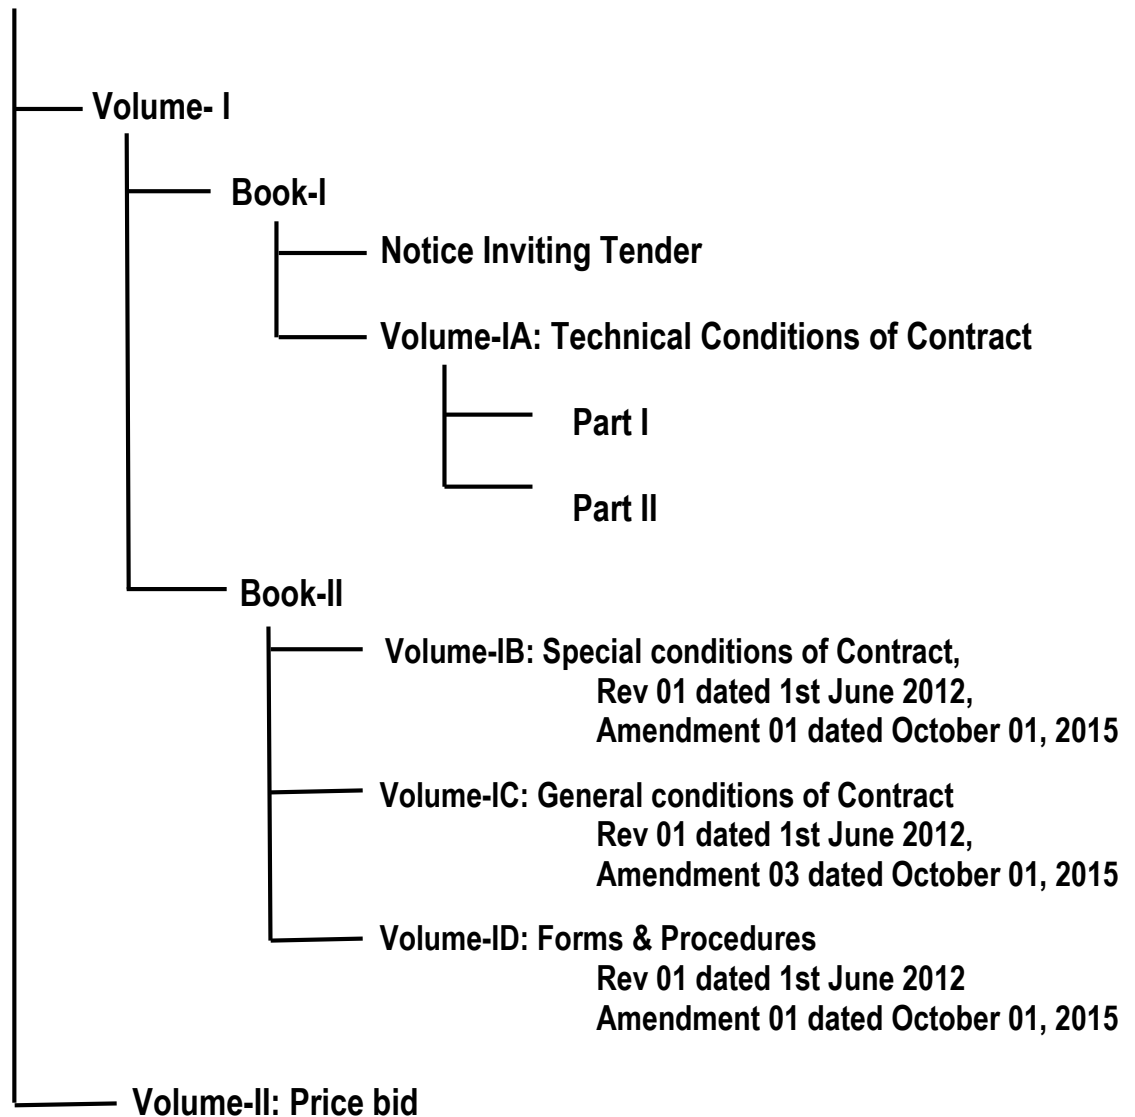 Volume- I
Book-I
Notice Inviting Tender
Volume-IA: Technical Conditions of Contract
Part I
Part II
Book-II
Volume-IB: Special conditions of Contract,
Rev 01 dated 1st June 2012,
Amendment 01 dated October 01, 2015
Volume-IC: General conditions of Contract
Rev 01 dated 1st June 2012,
Amendment 03 dated October 01, 2015
Volume-ID: Forms & Procedures
Rev 01 dated 1st June 2012
Amendment 01 dated October 01, 2015
Volume-II: Price bid